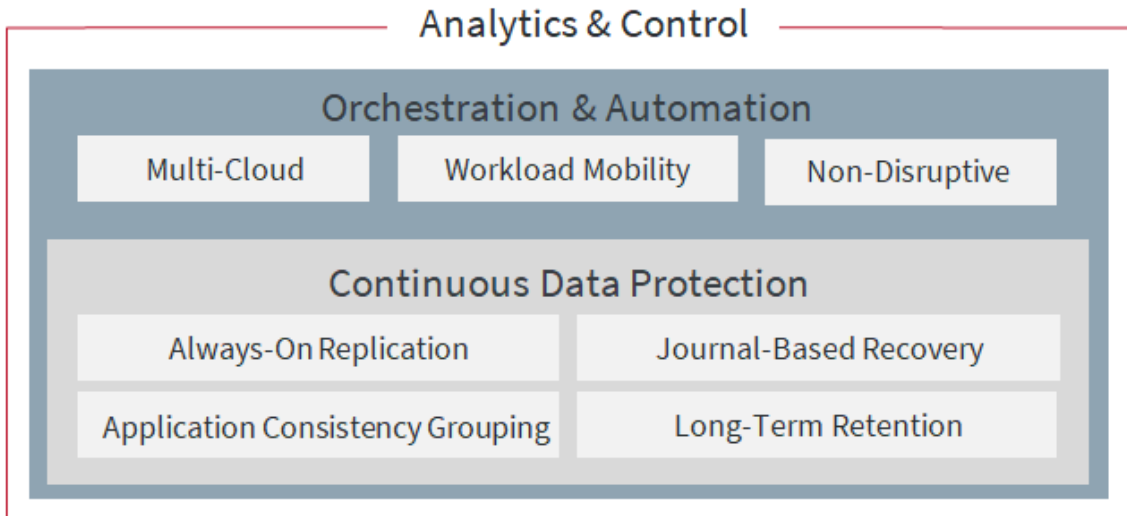 Analytics & Control
Orchestration & Automation
Multi-Cloud
Workload Mobility
Non-Disruptive
Continuous Data Protection
Always-On Replication
Journal-Based Recovery
Application Consistency Grouping
Long-Term Retention